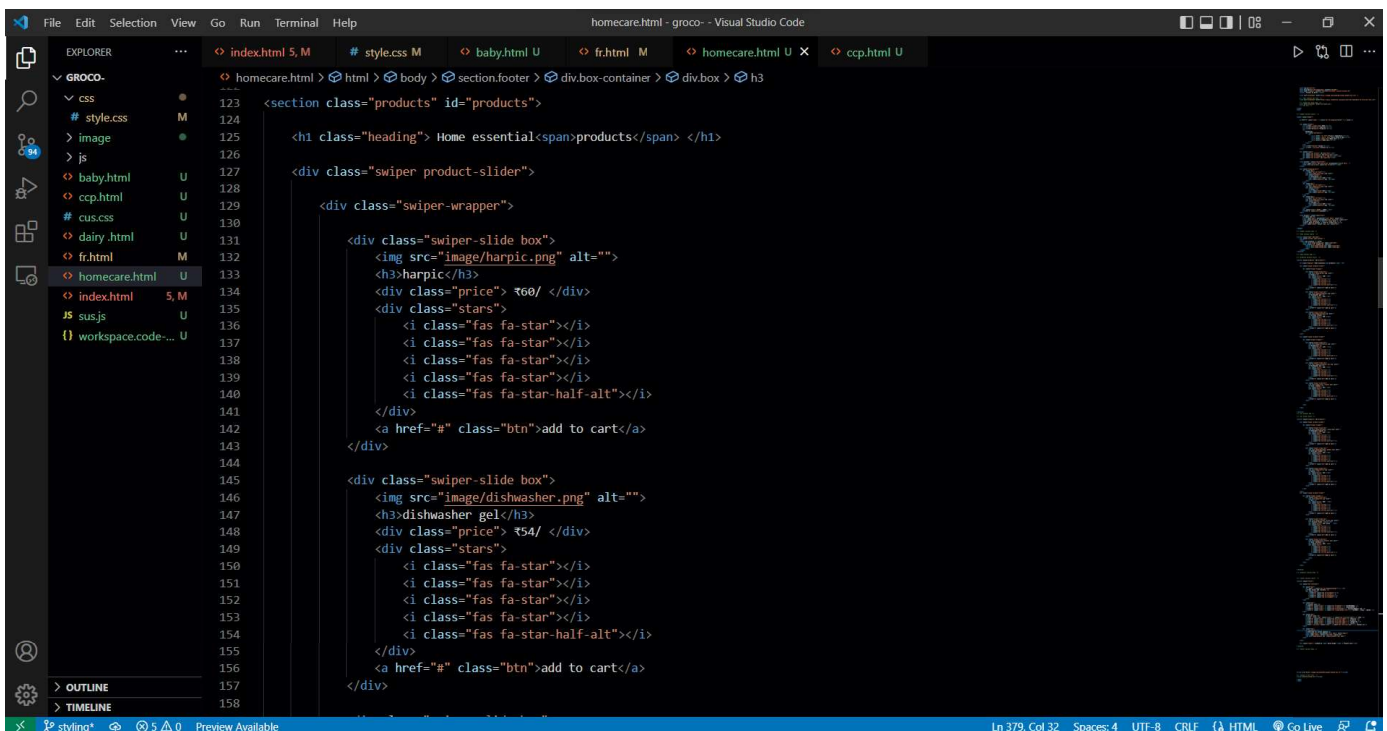 File Edit Selection View Go Run Terminal Help homecare.html - groco- - Visual Studio Code
EXPLORER ...
index.html 5, M # style.css M baby.html U fr.html M homecare.html U ccp.html U
GROCO-
css
# style.css M
image
js
baby.html U
ccp.html U
# cus.css U
dairy .html U
fr.html M
homecare.html U
index.html 5, M
JS sus.js U
{} workspace.code-... U
94
OUTLINE
TIMELINE
homecare.html > html > body > section.footer > div.box-container > div.box > h3
123 <section class="products" id="products">
124
125 <h1 class="heading"> Home essential<span>products</span> </h1>
126
127 <div class="swiper product-slider">
128
129 <div class="swiper-wrapper">
130
131 <div class="swiper-slide box">
132 <img src="image/harpic.png" alt="">
133 <h3>harpic</h3>
134 <div class="price"> ₹60/ </div>
135 <div class="stars">
136 <i class="fas fa-star"></i>
137 <i class="fas fa-star"></i>
138 <i class="fas fa-star"></i>
139 <i class="fas fa-star"></i>
140 <i class="fas fa-star-half-alt"></i>
141 </div>
142 <a href="#" class="btn">add to cart</a>
143 </div>
144
145 <div class="swiper-slide box">
146 <img src="image/dishwasher.png" alt="">
147 <h3>dishwasher gel</h3>
148 <div class="price"> ₹54/ </div>
149 <div class="stars">
150 <i class="fas fa-star"></i>
151 <i class="fas fa-star"></i>
152 <i class="fas fa-star"></i>
153 <i class="fas fa-star"></i>
154 <i class="fas fa-star-half-alt"></i>
155 </div>
156 <a href="#" class="btn">add to cart</a>
157 </div>
158
styling* 5 0 Preview Available Ln 379, Col 32 Spaces: 4 UTF-8 CRLF HTML Go Live